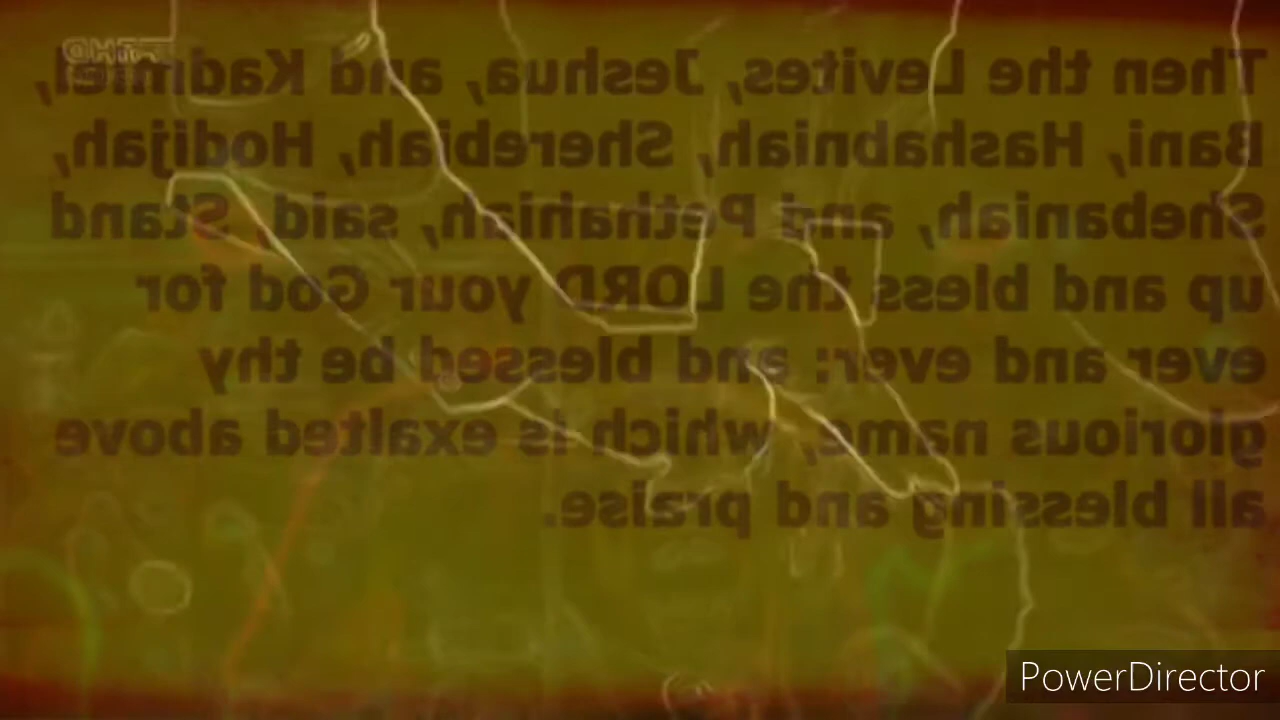 Then the Levites, Jeshua, and Kadmiel,
Bani, Hashabniah, Sherebiah, Hodijah,
Shebaniah, and Pethahiah, said, Stand
up and bless the LORD your God for
ever and ever: and blessed be thy
glorious name, which is exalted above
all blessing and praise.
PowerDirector